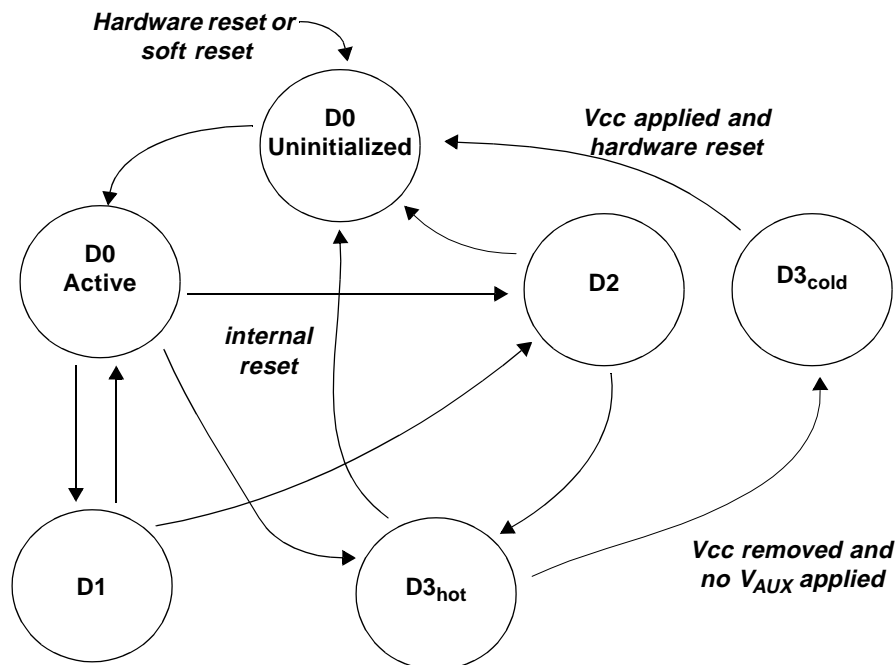 Hardware reset or
soft reset
D0
Uninitialized
Vcc applied and
hardware reset
D0
Active
D2
D3cold
internal
reset
D1
D3hot
Vcc removed and
no VAUX applied